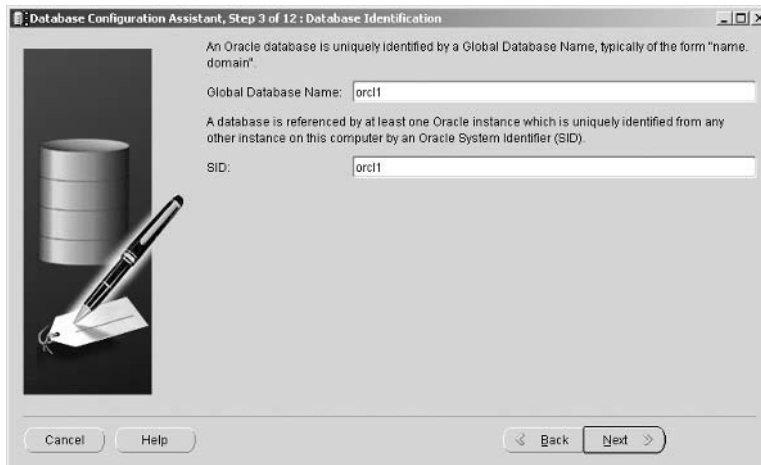 Database Configuration Assistant, Step 3 of 12 : Database Identification
An Oracle database is uniquely identified by a Global Database Name, typically of the form "name.
domain".
Global Database Name: orcl1
A database is referenced by at least one Oracle instance which is uniquely identified from any
other instance on this computer by an Oracle System Identifier (SID).
SID: orcl1
Cancel Help Back Next